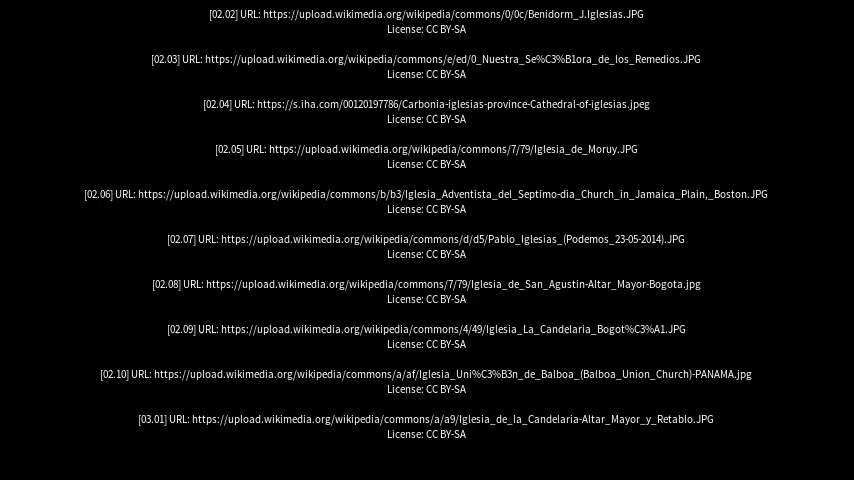 [02.02] URL: https://upload.wikimedia.org/wikipedia/commons/0/0c/Benidorm_J.Iglesias.JPG
License: CC BY-SA
[02.03] URL: https://upload.wikimedia.org/wikipedia/commons/e/ed/0_Nuestra_Se%C3%B1ora_de_los_Remedios.JPG
License: CC BY-SA
[02.04] URL: https://s.iha.com/00120197786/Carbonia-iglesias-province-Cathedral-of-iglesias.jpeg
License: CC BY-SA
[02.05] URL: https://upload.wikimedia.org/wikipedia/commons/7/79/Iglesia_de_Moruy.JPG
License: CC BY-SA
[02.06] URL: https://upload.wikimedia.org/wikipedia/commons/b/b3/Iglesia_Adventista_del_Septimo-dia_Church_in_Jamaica_Plain,_Boston.JPG
License: CC BY-SA
[02.07] URL: https://upload.wikimedia.org/wikipedia/commons/d/d5/Pablo_Iglesias_(Podemos_23-05-2014).JPG
License: CC BY-SA
[02.08] URL: https://upload.wikimedia.org/wikipedia/commons/7/79/Iglesia_de_San_Agustin-Altar_Mayor-Bogota.jpg
License: CC BY-SA
[02.09] URL: https://upload.wikimedia.org/wikipedia/commons/4/49/Iglesia_La_Candelaria_Bogot%C3%A1.JPG
License: CC BY-SA
[02.10] URL: https://upload.wikimedia.org/wikipedia/commons/a/af/Iglesia_Uni%C3%B3n_de_Balboa_(Balboa_Union_Church)-PANAMA.jpg
License: CC BY-SA
[03.01] URL: https://upload.wikimedia.org/wikipedia/commons/a/a9/Iglesia_de_la_Candelaria-Altar_Mayor_y_Retablo.JPG
License: CC BY-SA